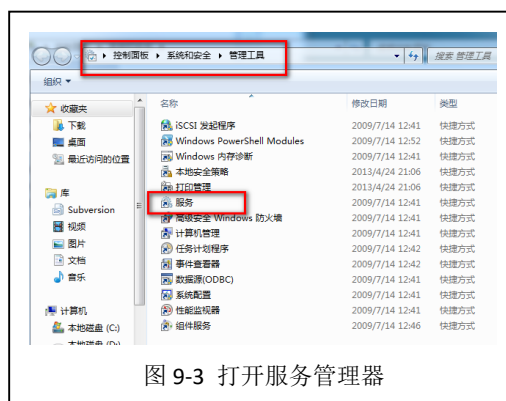 控制面板 ▸ 系统和安全 ▸ 管理工具
搜索 管理工具
组织
名称 修改日期 类型
收藏夹
下载
桌面
最近访问的位置
库
Subversion
视频
图片
文档
音乐
计算机
本地磁盘 (C:)
本地磁盘 (D:)
iSCSI 发起程序 2009/7/14 12:41 快捷方式
Windows PowerShell Modules 2009/7/14 12:52 快捷方式
Windows 内存诊断 2009/7/14 12:41 快捷方式
本地安全策略 2013/4/24 21:06 快捷方式
打印管理 2013/4/24 21:06 快捷方式
服务 2009/7/14 12:41 快捷方式
高级安全 Windows 防火墙 2009/7/14 12:41 快捷方式
计算机管理 2009/7/14 12:41 快捷方式
任务计划程序 2009/7/14 12:42 快捷方式
事件查看器 2009/7/14 12:42 快捷方式
数据源(ODBC) 2009/7/14 12:41 快捷方式
系统配置 2009/7/14 12:41 快捷方式
性能监视器 2009/7/14 12:41 快捷方式
组件服务 2009/7/14 12:46 快捷方式
图 9-3 打开服务管理器